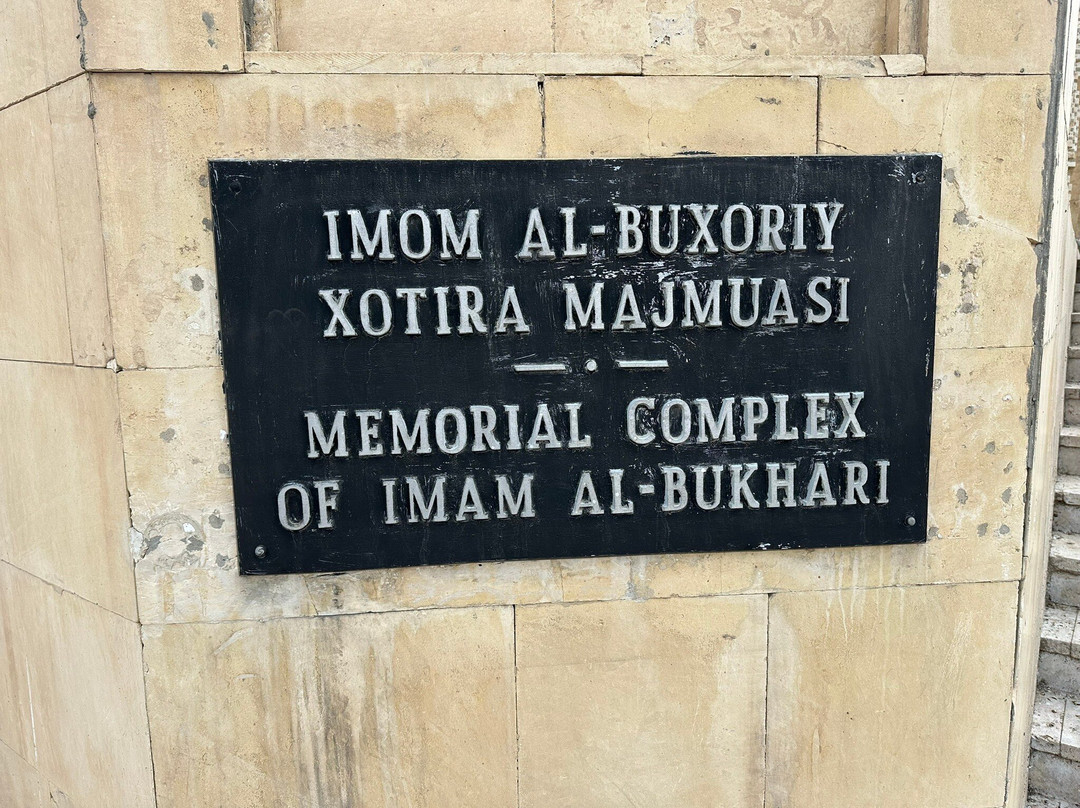 IMOM AL-BUXORIY
XOTIRA MAJMUASI
MEMORIAL COMPLEX
OF IMAM AL-BUKHARI